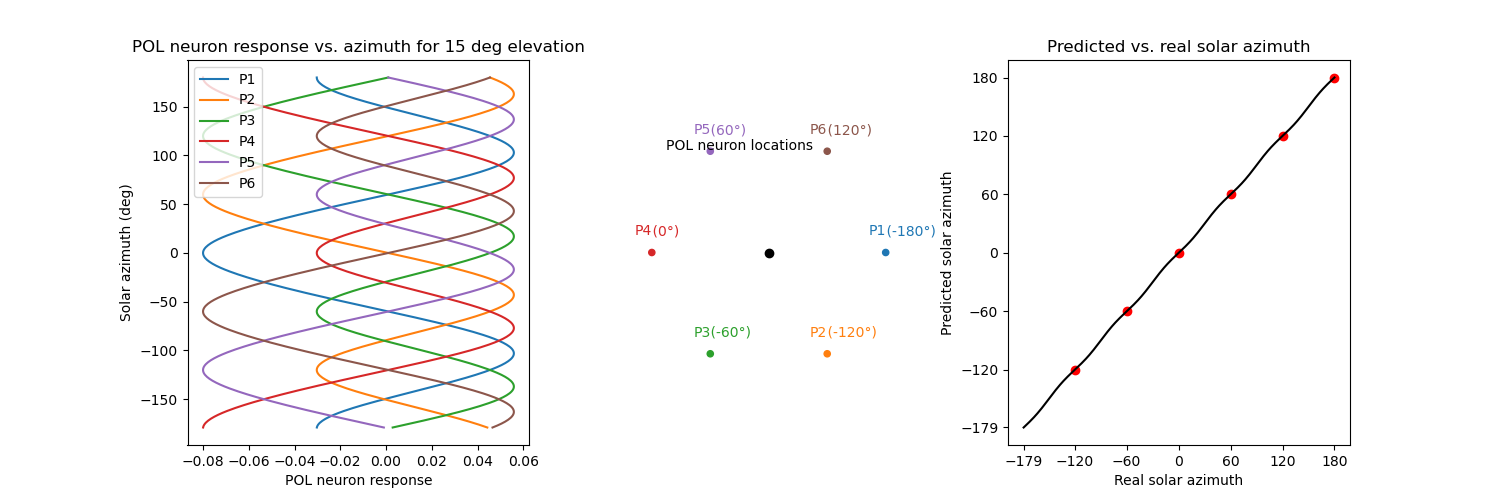 POL neuron response vs. azimuth for 15 deg elevation
P1
P2
P3
P4
P5
P6
150
100
50
0
−50
−100
−150
Solar azimuth (deg)
−0.08 −0.06 −0.04 −0.02 0.00 0.02 0.04 0.06
POL neuron response
P5(60°) P6(120°)
POL neuron locations
P4(0°) P1(-180°)
P3(-60°) P2(-120°)
Predicted vs. real solar azimuth
180
120
60
0
−60
−120
−179
Predicted solar azimuth
−179 −120 −60 0 60 120 180
Real solar azimuth